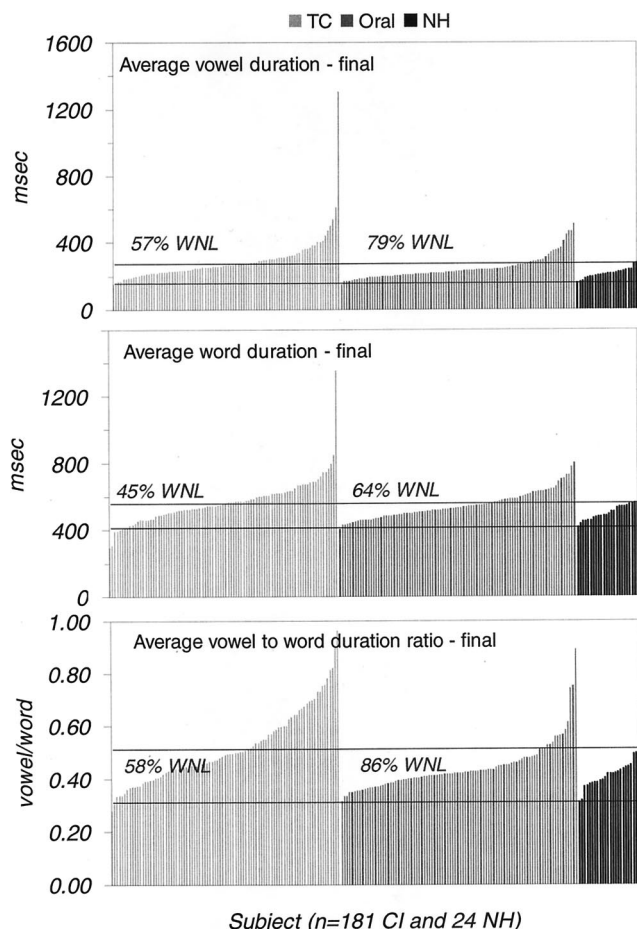 TC Oral NH
1600
Average vowel duration - final
1200
msec
800
57% WNL 79% WNL
400
0
Average word duration - final
1200
msec
800
45% WNL 64% WNL
400
0
1.00
Average vowel to word duration ratio - final
0.80
vowel/word
0.60
58% WNL 86% WNL
0.40
0.20
0.00
Subject (n=181 CI and 24 NH)